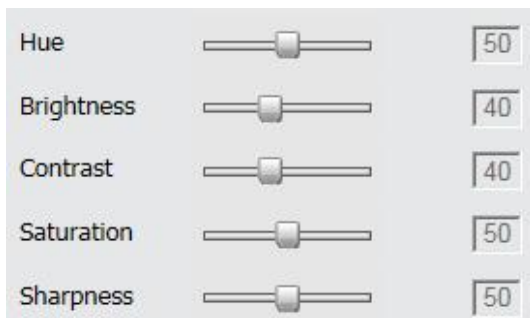 Hue 50
Brightness 40
Contrast 40
Saturation 50
Sharpness 50